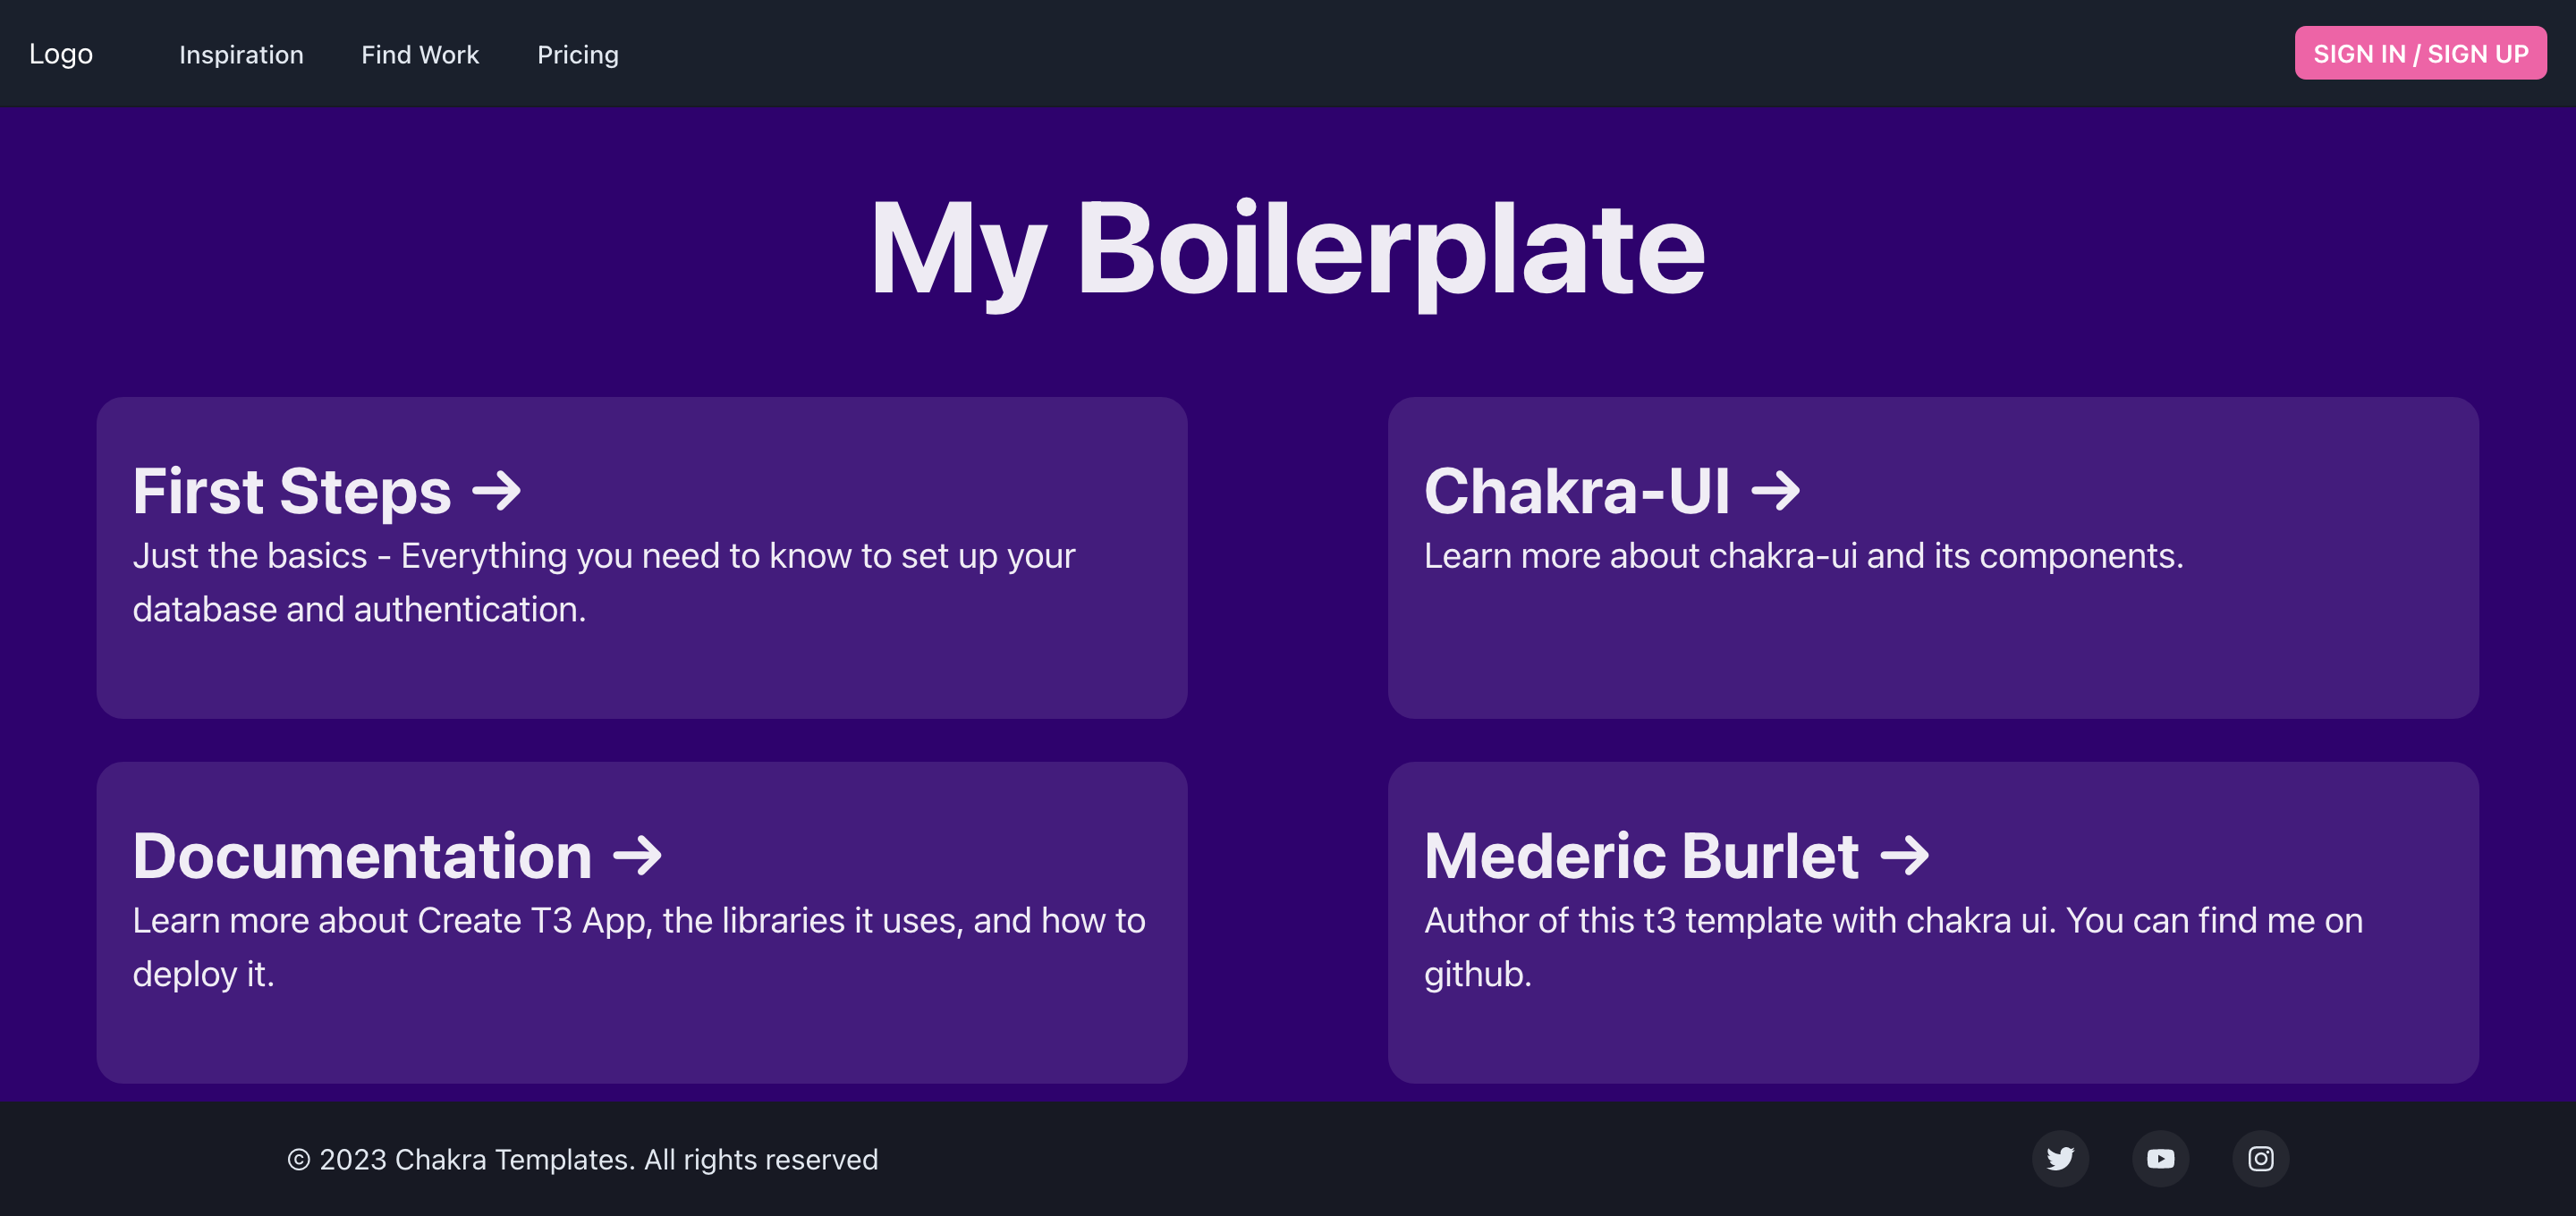 Logo
Inspiration
Find Work
Pricing
SIGN IN / SIGN UP
My Boilerplate
First Steps →
Just the basics - Everything you need to know to set up your
database and authentication.
Chakra-UI →
Learn more about chakra-ui and its components.
Documentation →
Learn more about Create T3 App, the libraries it uses, and how to
deploy it.
Mederic Burlet →
Author of this t3 template with chakra ui. You can find me on
github.
© 2023 Chakra Templates. All rights reserved